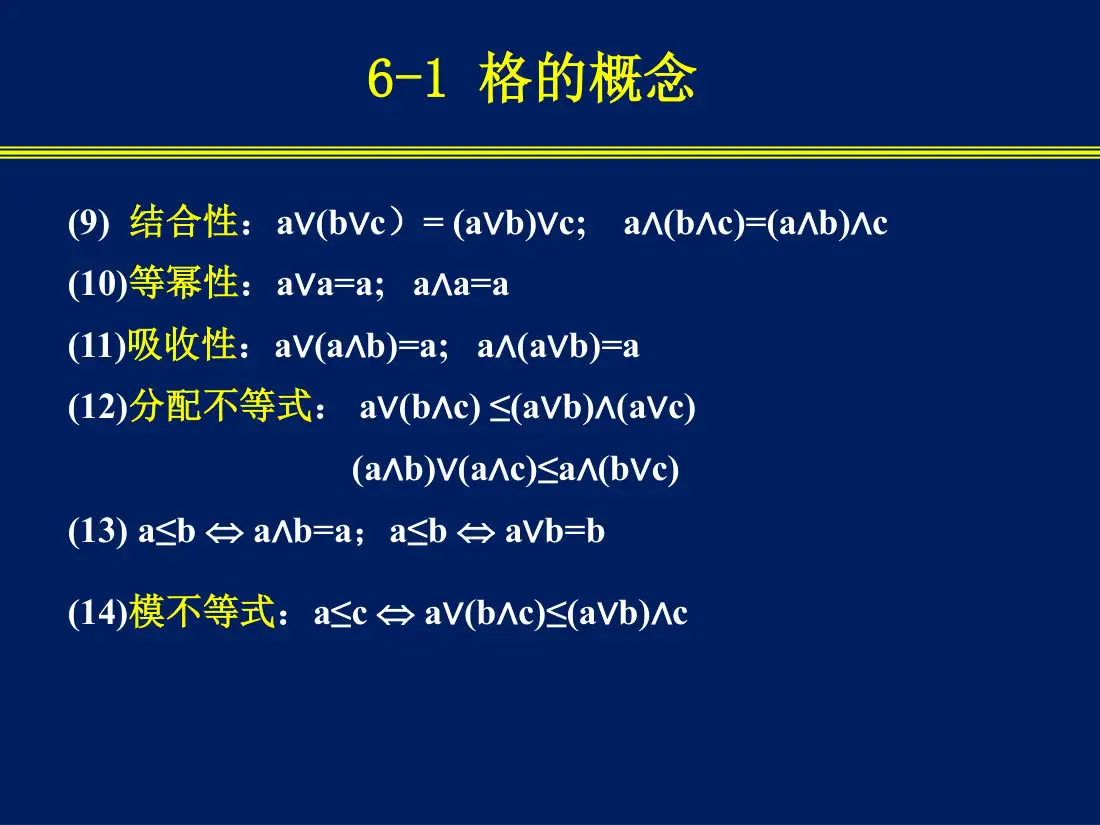 6-1 格的概念
(9) 结合性：a∨(b∨c）= (a∨b)∨c; a∧(b∧c)=(a∧b)∧c
(10)等幂性：a∨a=a; a∧a=a
(11)吸收性：a∨(a∧b)=a; a∧(a∨b)=a
(12)分配不等式： a∨(b∧c) ≤(a∨b)∧(a∨c)
(a∧b)∨(a∧c)≤a∧(b∨c)
(13) a≤b ⇔ a∧b=a；a≤b ⇔ a∨b=b
(14)模不等式：a≤c ⇔ a∨(b∧c)≤(a∨b)∧c